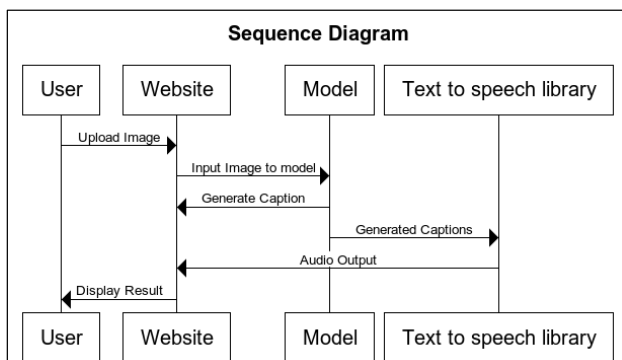 Sequence Diagram
User Website Model Text to speech library
Upload Image
Input Image to model
Generate Caption
Generated Captions
Audio Output
Display Result
User Website Model Text to speech library